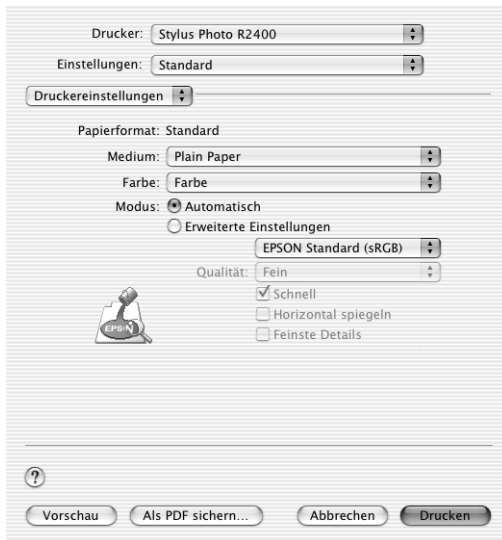 Drucker: Stylus Photo R2400
Einstellungen: Standard
Druckereinstellungen
Papierformat: Standard
Medium: Plain Paper
Farbe: Farbe
Modus: Automatisch
Erweiterte Einstellungen
EPSON Standard (sRGB)
Qualität: Fein
Schnell
Horizontal spiegeln
Feinste Details
EPSON
?
Vorschau Als PDF sichern... Abbrechen Drucken